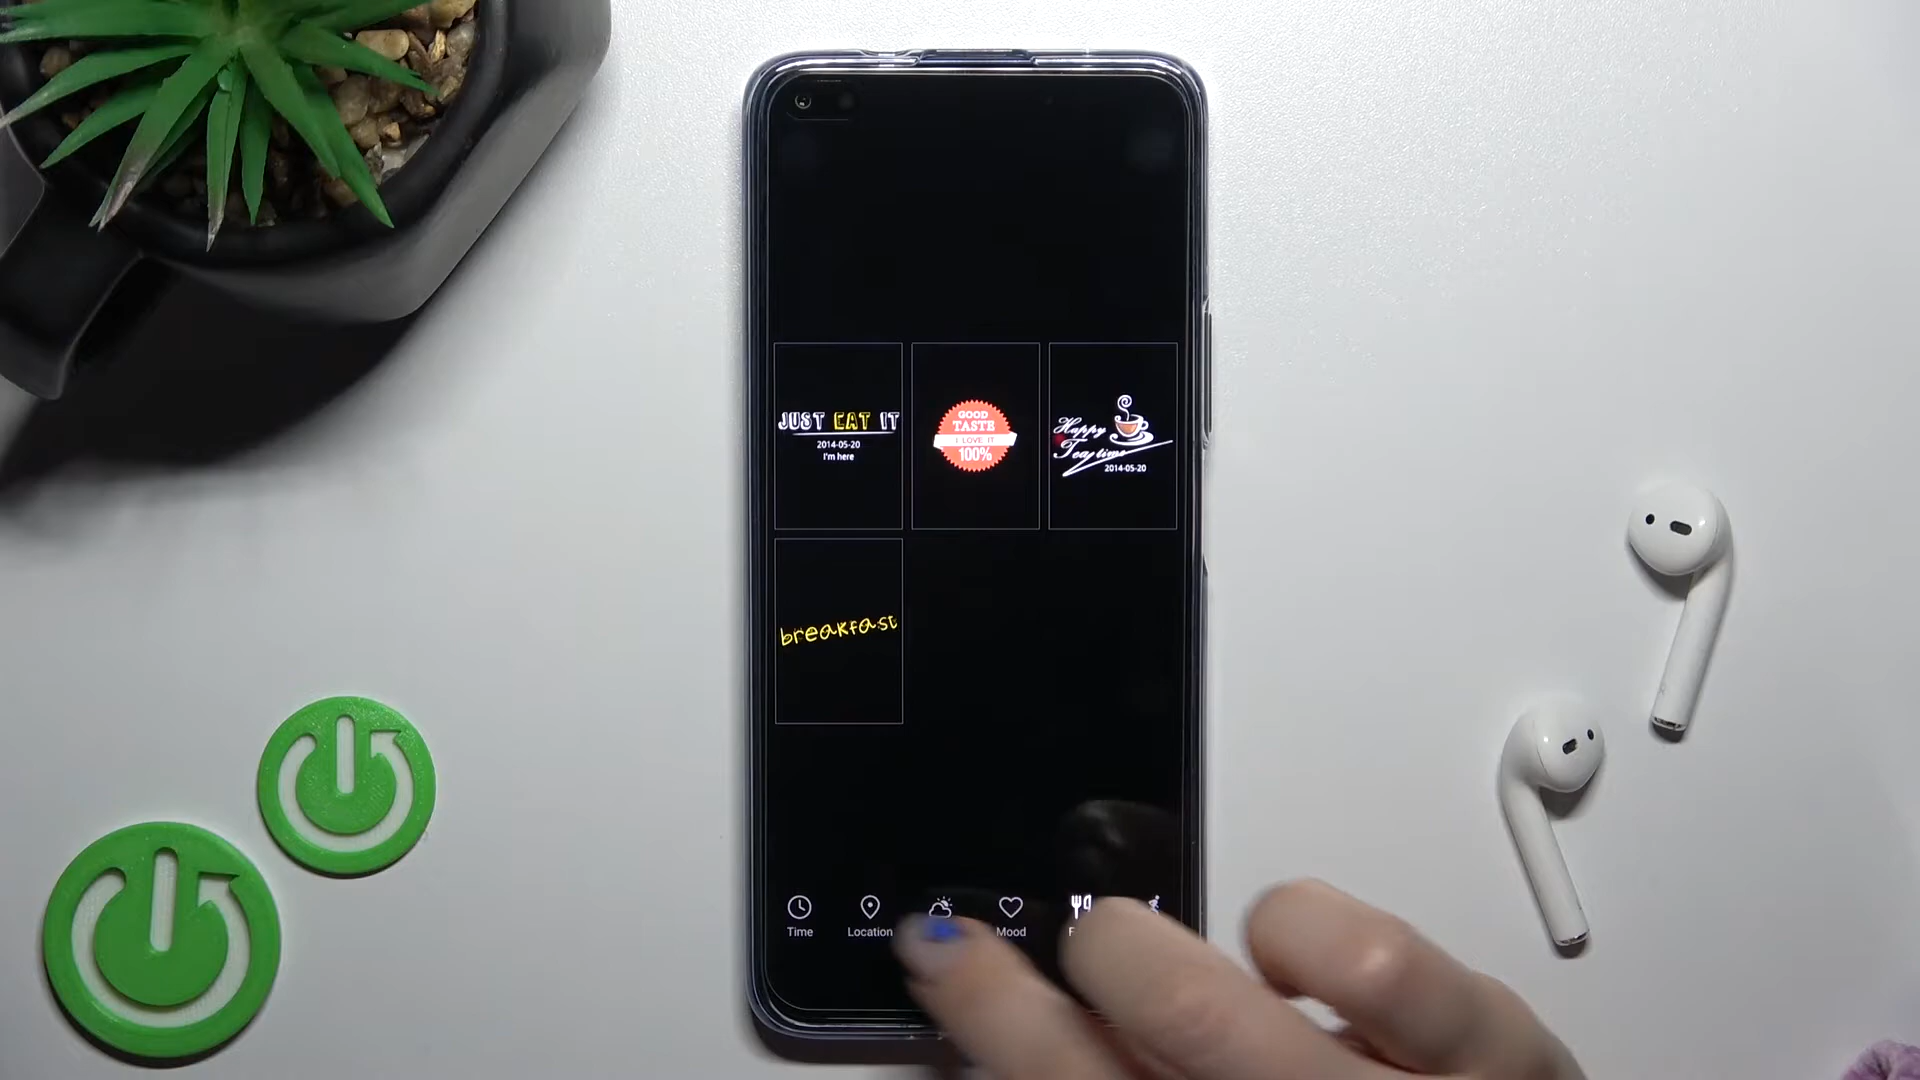 JUST EAT IT
2014-05-20
I'm here
GOOD
TASTE
I LOVE IT
100%
Happy
Tea time
2014-05-20
breakfast
Time
Location
Mood